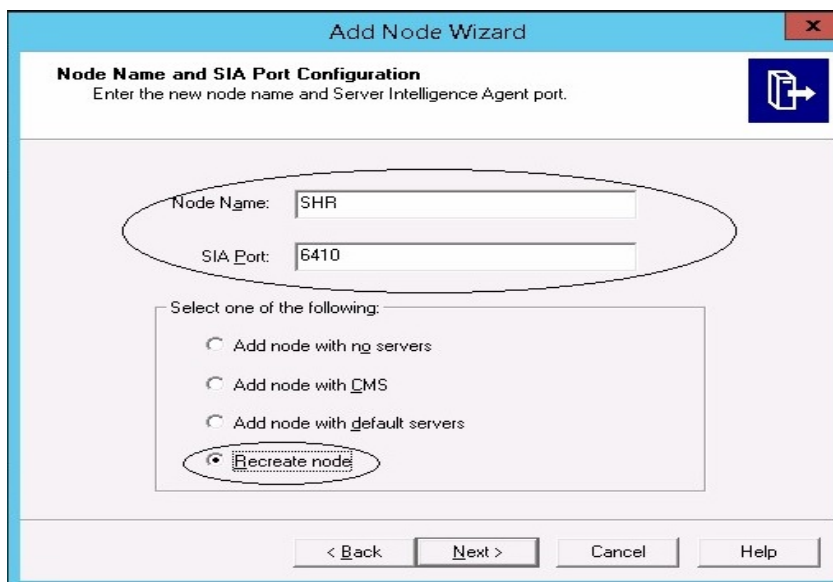 Add Node Wizard
x
Node Name and SIA Port Configuration
Enter the new node name and Server Intelligence Agent port.
Node Name: SHR
SIA Port: 6410
Select one of the following:
Add node with no servers
Add node with CMS
Add node with default servers
Recreate node
< Back Next > Cancel Help